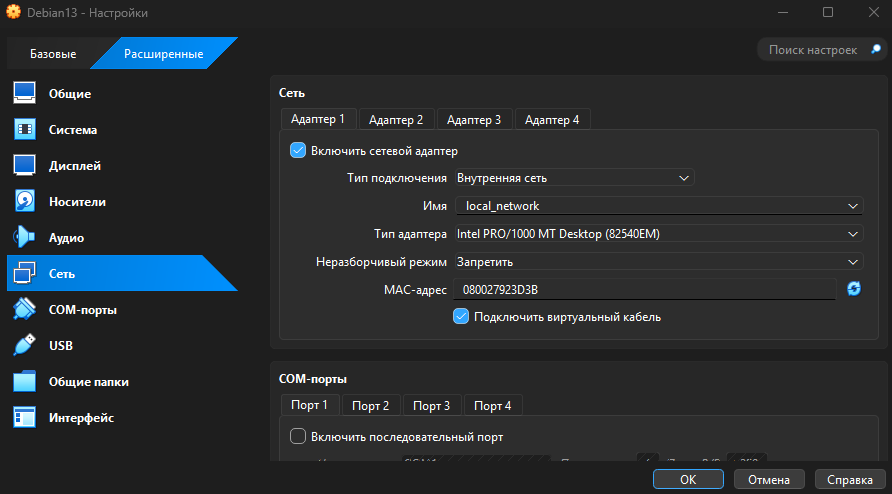 Debian13 - Настройки
Базовые
Расширенные
Поиск настроек
Общие
Система
Дисплей
Носители
Аудио
Сеть
COM-порты
USB
Общие папки
Интерфейс
Сеть
Адаптер 1 Адаптер 2 Адаптер 3 Адаптер 4
Включить сетевой адаптер
Тип подключения Внутренняя сеть
Имя local_network
Тип адаптера Intel PRO/1000 MT Desktop (82540EM)
Неразборчивый режим Запретить
MAC-адрес 080027923D3B
Подключить виртуальный кабель
COM-порты
Порт 1 Порт 2 Порт 3 Порт 4
Включить последовательный порт
OK Отмена Справка